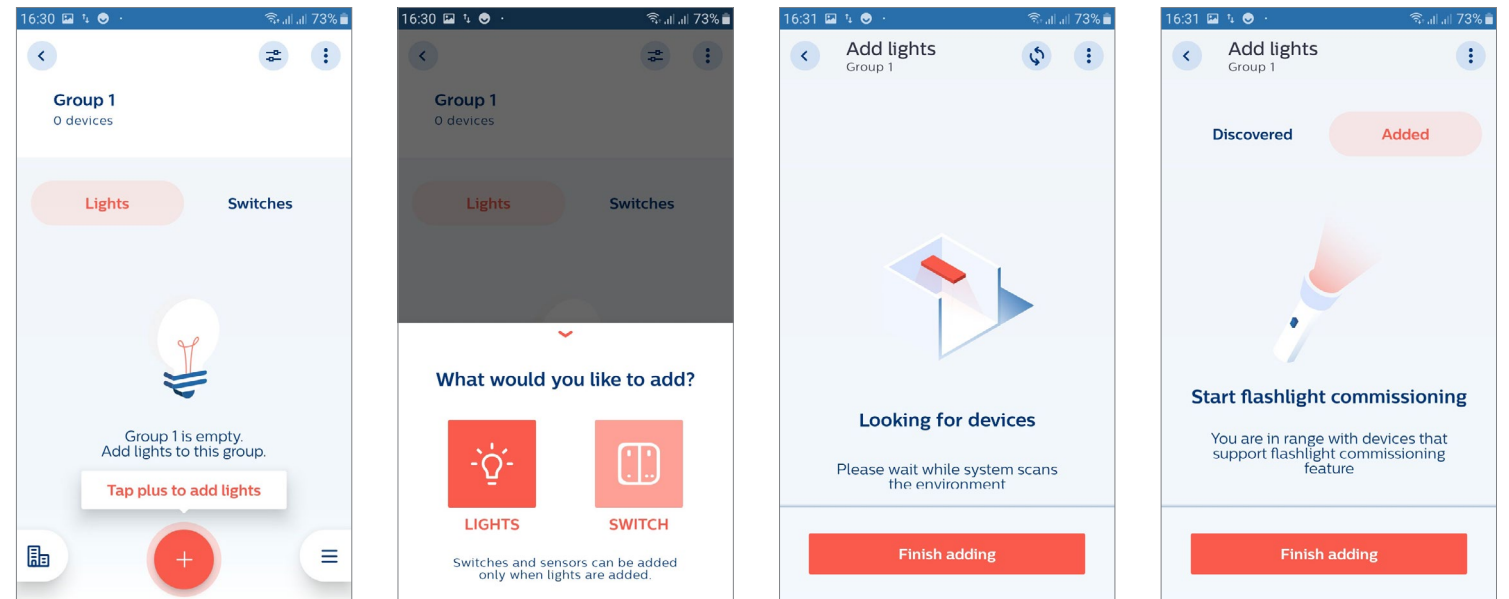 16:30 73%
Group 1
0 devices
Lights Switches
Group 1 is empty.
Add lights to this group.
Tap plus to add lights
16:30 73%
Group 1
0 devices
Lights Switches
What would you like to add?
LIGHTS SWITCH
Switches and sensors can be added
only when lights are added.
16:31 73%
Add lights
Group 1
Looking for devices
Please wait while system scans
the environment
Finish adding
16:31 73%
Add lights
Group 1
Discovered Added
Start flashlight commissioning
You are in range with devices that
support flashlight commissioning
feature
Finish adding